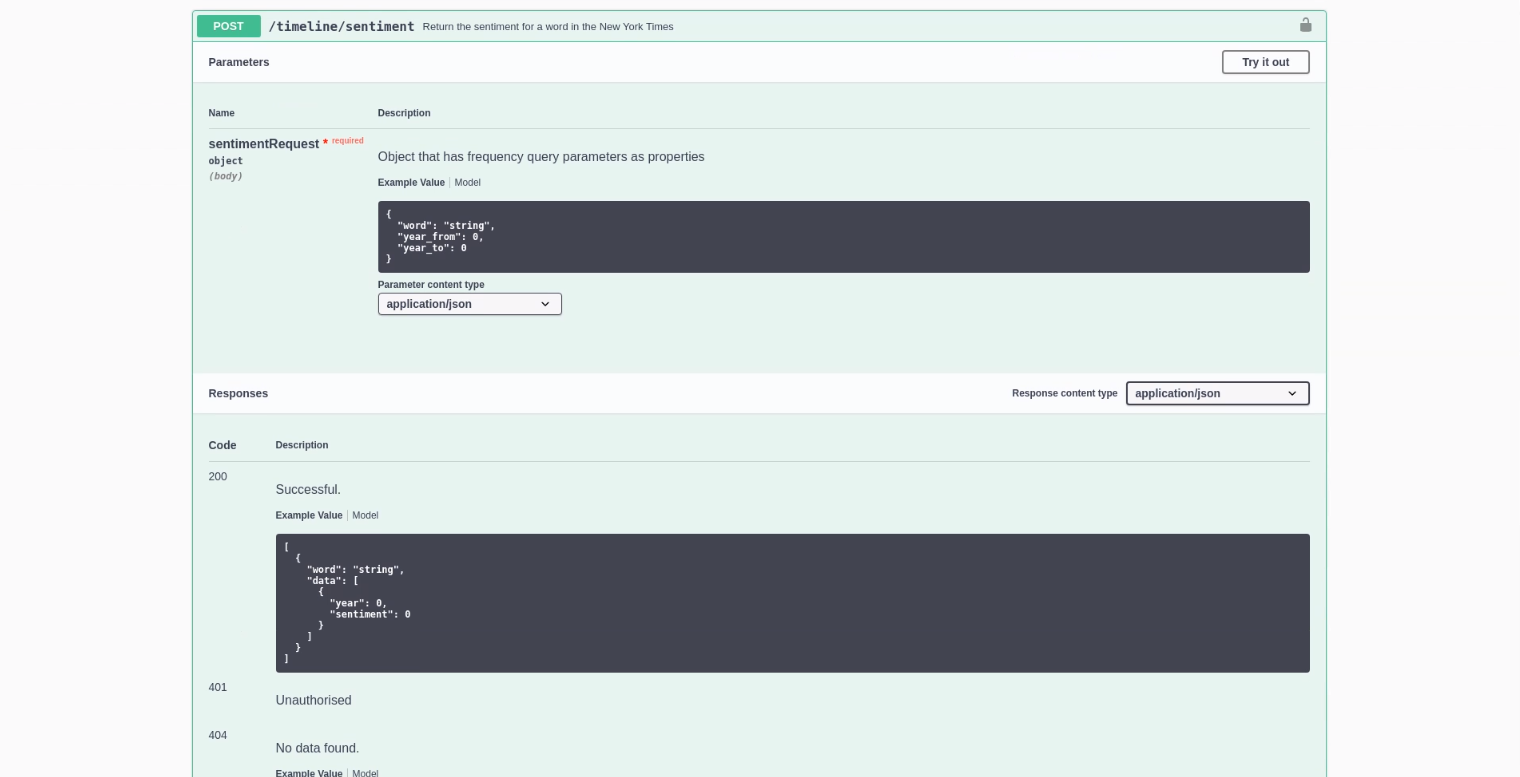 POST /timeline/sentiment Return the sentiment for a word in the New York Times
Parameters
Try it out
Name Description
sentimentRequest * required
object
(body)
Object that has frequency query parameters as properties
Example Value Model
{
  "word": "string",
  "year_from": 0,
  "year_to": 0
}
Parameter content type
application/json
Responses
Response content type application/json
Code Description
200
Successful.
Example Value Model
[
  {
    "word": "string",
    "data": [
      {
        "year": 0,
        "sentiment": 0
      }
    ]
  }
]
401
Unauthorised
404
No data found.
Example Value Model